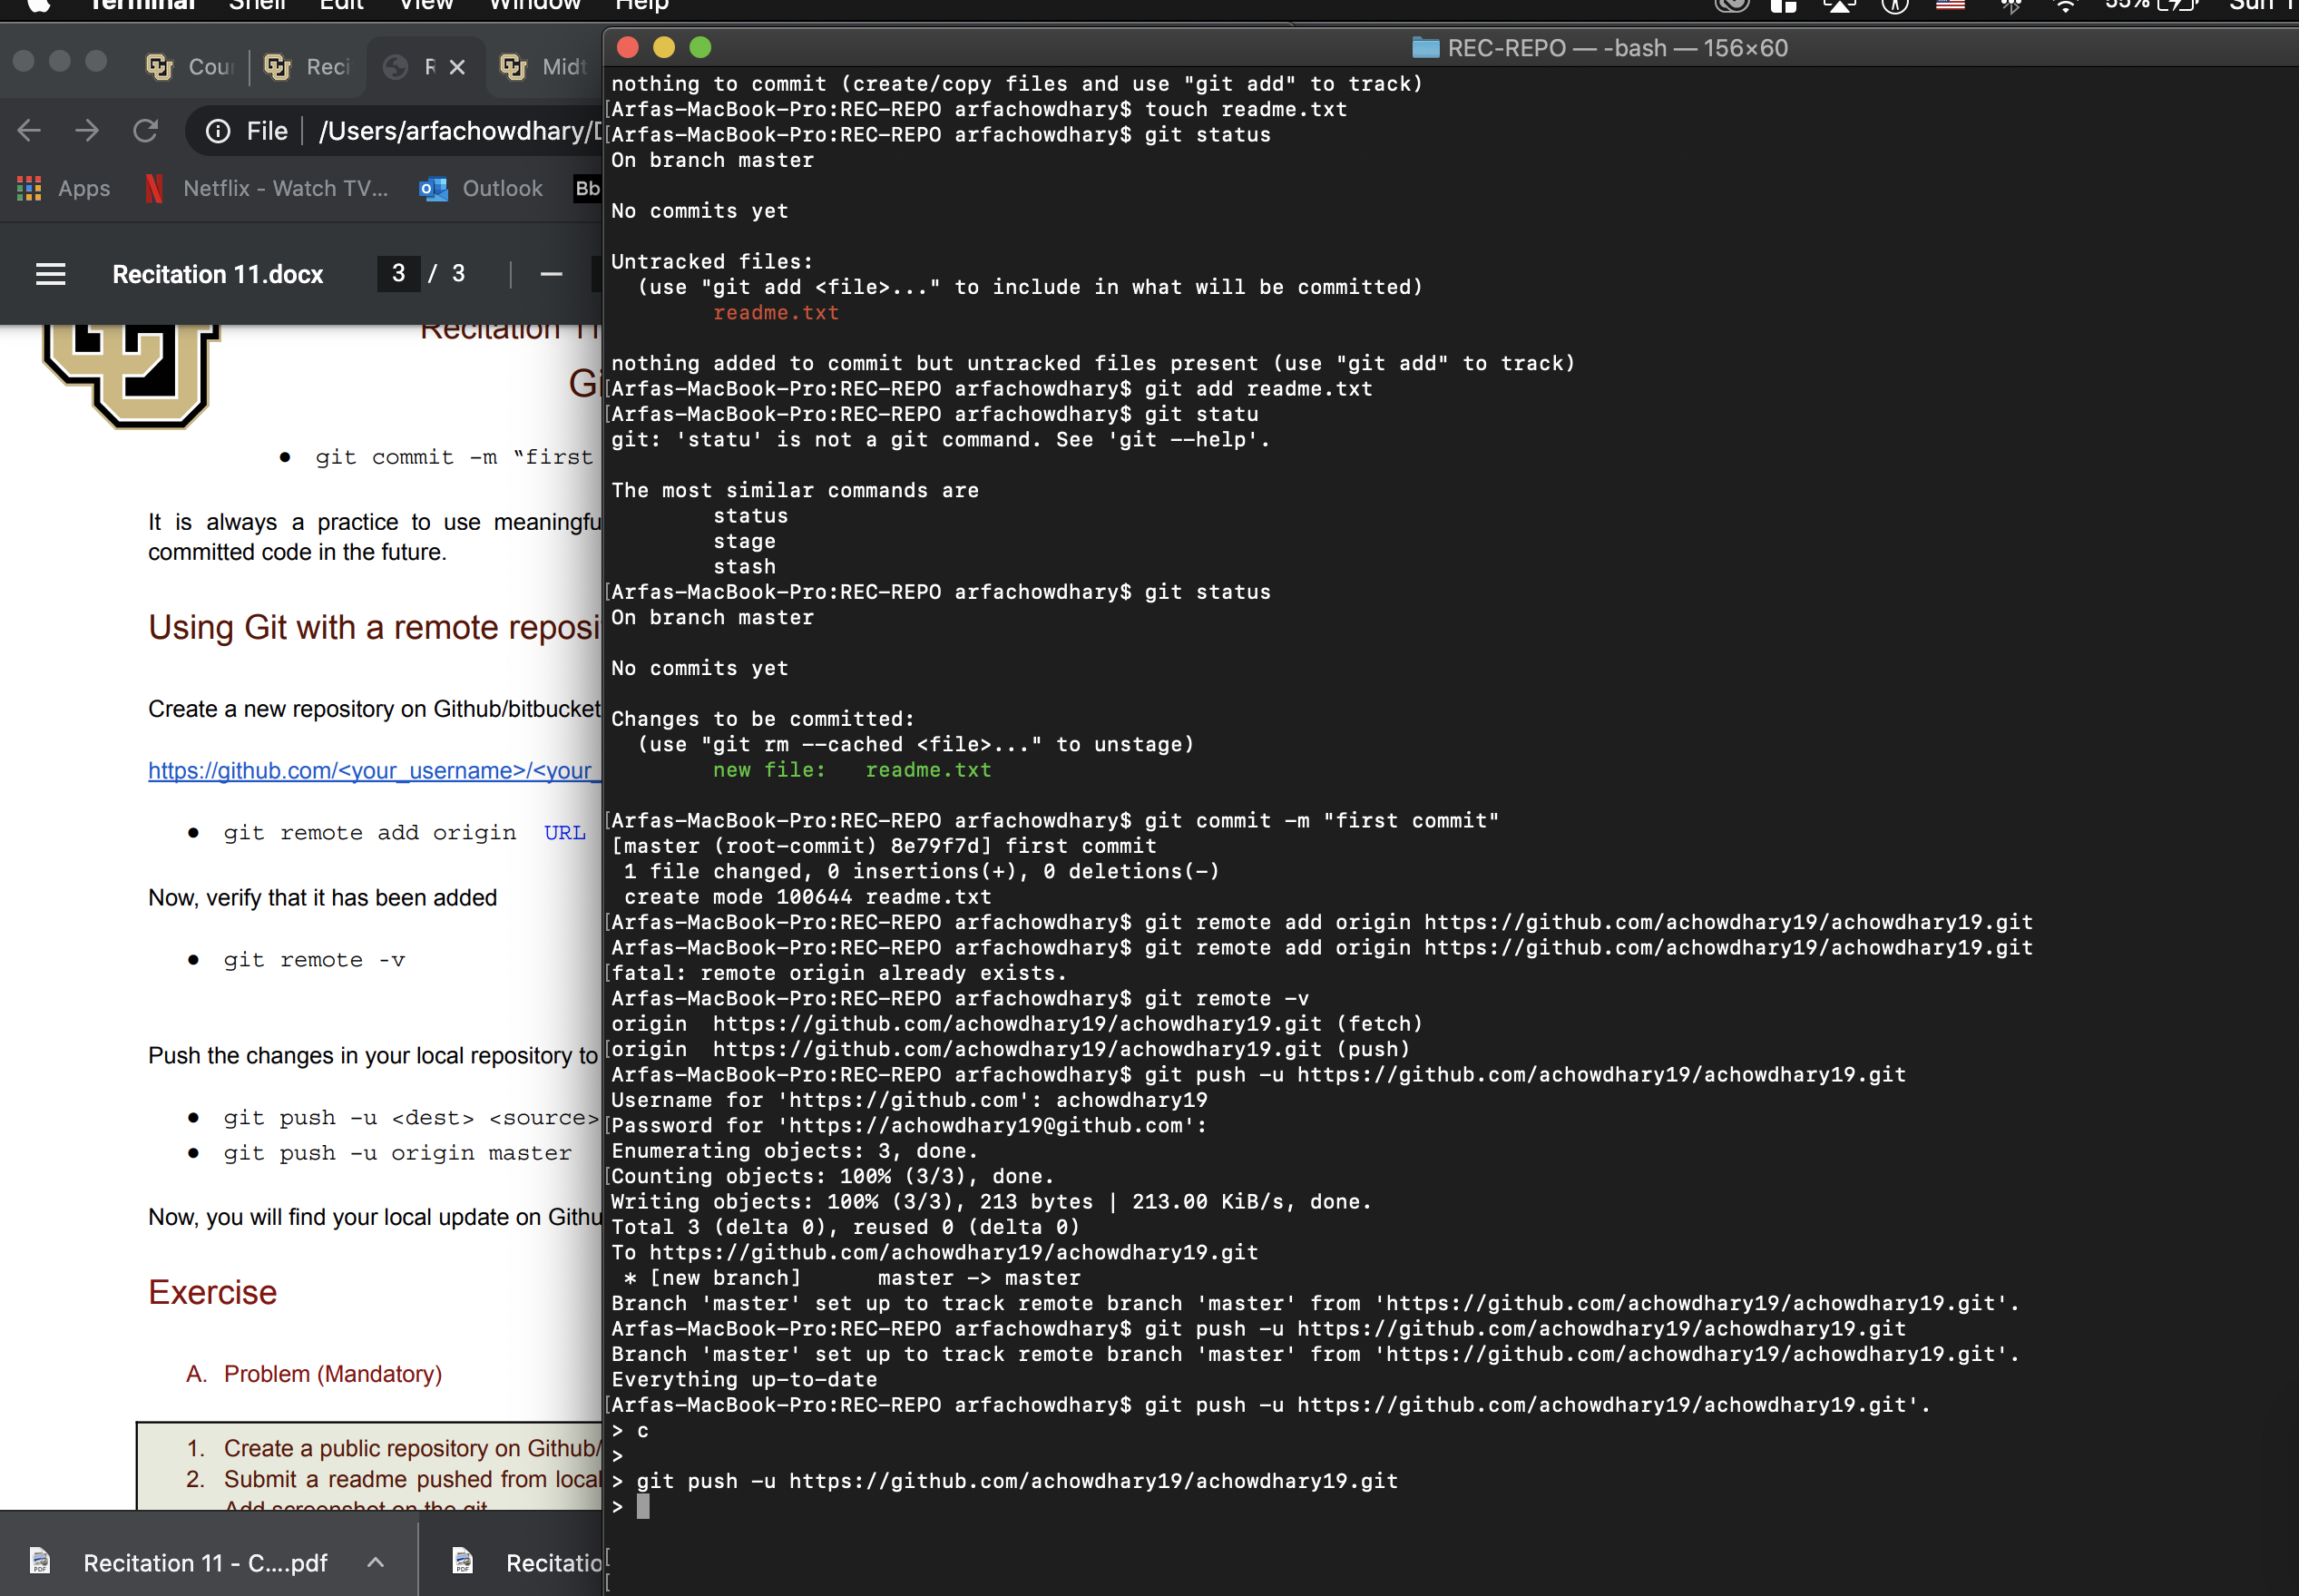 Terminal Shell Edit View Window Help
55% Sun 1
Cour Reci R Midt
REC-REPO — -bash — 156×60
File /Users/arfachowdhary/D
Apps Netflix - Watch TV... Outlook Bb
Recitation 11.docx 3 / 3
Recitation 11
Gi
● git commit -m “first
It is always a practice to use meaningfu
committed code in the future.
Using Git with a remote reposi
Create a new repository on Github/bitbucket
https://github.com/<your_username>/<your_
● git remote add origin URL
Now, verify that it has been added
● git remote -v
Push the changes in your local repository to
● git push -u <dest> <source>
● git push -u origin master
Now, you will find your local update on Githu
Exercise
A. Problem (Mandatory)
1. Create a public repository on Github/
2. Submit a readme pushed from local
Add screenshot on the git
Recitation 11 - C....pdf Recitatio
nothing to commit (create/copy files and use "git add" to track)
[Arfas-MacBook-Pro:REC-REPO arfachowdhary$ touch readme.txt
[Arfas-MacBook-Pro:REC-REPO arfachowdhary$ git status
On branch master
No commits yet
Untracked files:
(use "git add <file>..." to include in what will be committed)
readme.txt
nothing added to commit but untracked files present (use "git add" to track)
[Arfas-MacBook-Pro:REC-REPO arfachowdhary$ git add readme.txt
[Arfas-MacBook-Pro:REC-REPO arfachowdhary$ git statu
git: 'statu' is not a git command. See 'git --help'.
The most similar commands are
status
stage
stash
[Arfas-MacBook-Pro:REC-REPO arfachowdhary$ git status
On branch master
No commits yet
Changes to be committed:
(use "git rm --cached <file>..." to unstage)
new file: readme.txt
[Arfas-MacBook-Pro:REC-REPO arfachowdhary$ git commit -m "first commit"
[master (root-commit) 8e79f7d] first commit
1 file changed, 0 insertions(+), 0 deletions(-)
create mode 100644 readme.txt
[Arfas-MacBook-Pro:REC-REPO arfachowdhary$ git remote add origin https://github.com/achowdhary19/achowdhary19.git
Arfas-MacBook-Pro:REC-REPO arfachowdhary$ git remote add origin https://github.com/achowdhary19/achowdhary19.git
[fatal: remote origin already exists.
Arfas-MacBook-Pro:REC-REPO arfachowdhary$ git remote -v
origin https://github.com/achowdhary19/achowdhary19.git (fetch)
[origin https://github.com/achowdhary19/achowdhary19.git (push)
Arfas-MacBook-Pro:REC-REPO arfachowdhary$ git push -u https://github.com/achowdhary19/achowdhary19.git
Username for 'https://github.com': achowdhary19
[Password for 'https://achowdhary19@github.com':
Enumerating objects: 3, done.
[Counting objects: 100% (3/3), done.
Writing objects: 100% (3/3), 213 bytes | 213.00 KiB/s, done.
Total 3 (delta 0), reused 0 (delta 0)
To https://github.com/achowdhary19/achowdhary19.git
* [new branch] master -> master
Branch 'master' set up to track remote branch 'master' from 'https://github.com/achowdhary19/achowdhary19.git'.
Arfas-MacBook-Pro:REC-REPO arfachowdhary$ git push -u https://github.com/achowdhary19/achowdhary19.git
Branch 'master' set up to track remote branch 'master' from 'https://github.com/achowdhary19/achowdhary19.git'.
Everything up-to-date
[Arfas-MacBook-Pro:REC-REPO arfachowdhary$ git push -u https://github.com/achowdhary19/achowdhary19.git'.
> c
>
> git push -u https://github.com/achowdhary19/achowdhary19.git
>
[
[